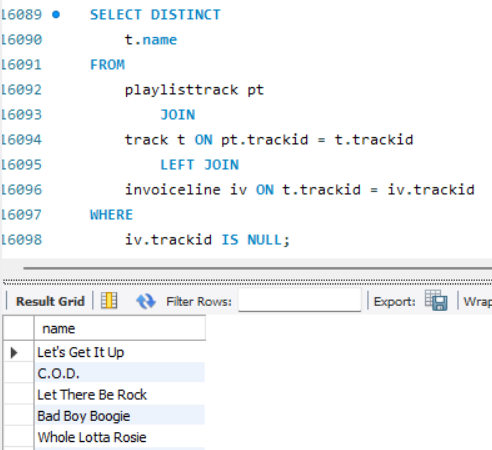 16089 SELECT DISTINCT
16090 t.name
16091 FROM
16092 playlisttrack pt
16093 JOIN
16094 track t ON pt.trackid = t.trackid
16095 LEFT JOIN
16096 invoiceline iv ON t.trackid = iv.trackid
16097 WHERE
16098 iv.trackid IS NULL;
Result Grid Filter Rows: Export: Wrap
name
Let's Get It Up
C.O.D.
Let There Be Rock
Bad Boy Boogie
Whole Lotta Rosie